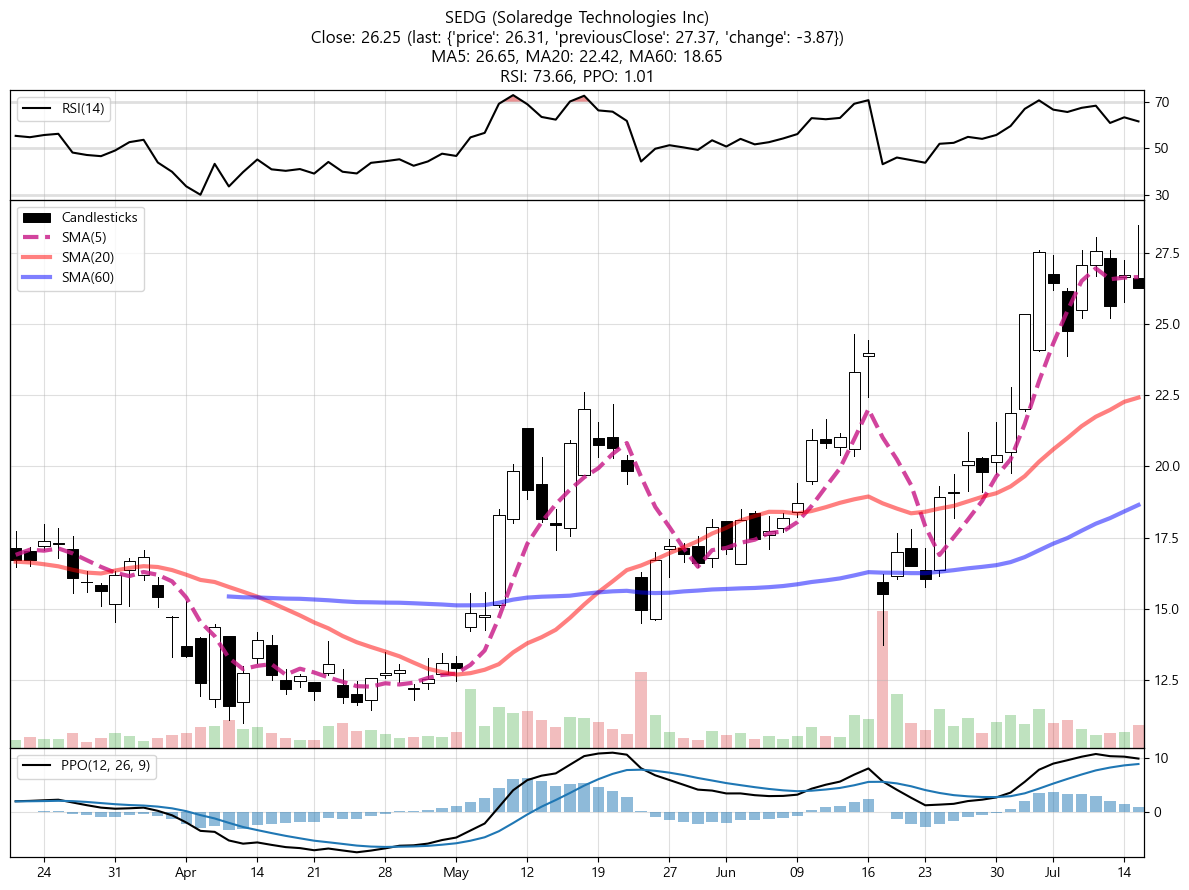 SEDG (Solaredge Technologies Inc)
Close: 26.25 (last: {'price': 26.31, 'previousClose': 27.37, 'change': -3.87})
MA5: 26.65, MA20: 22.42, MA60: 18.65
RSI: 73.66, PPO: 1.01
RSI(14)
70
50
30
Candlesticks
SMA(5)
SMA(20)
SMA(60)
27.5
25.0
22.5
20.0
17.5
15.0
12.5
PPO(12, 26, 9)
10
0
24 31 Apr 14 21 28 May 12 19 27 Jun 09 16 23 30 Jul 14